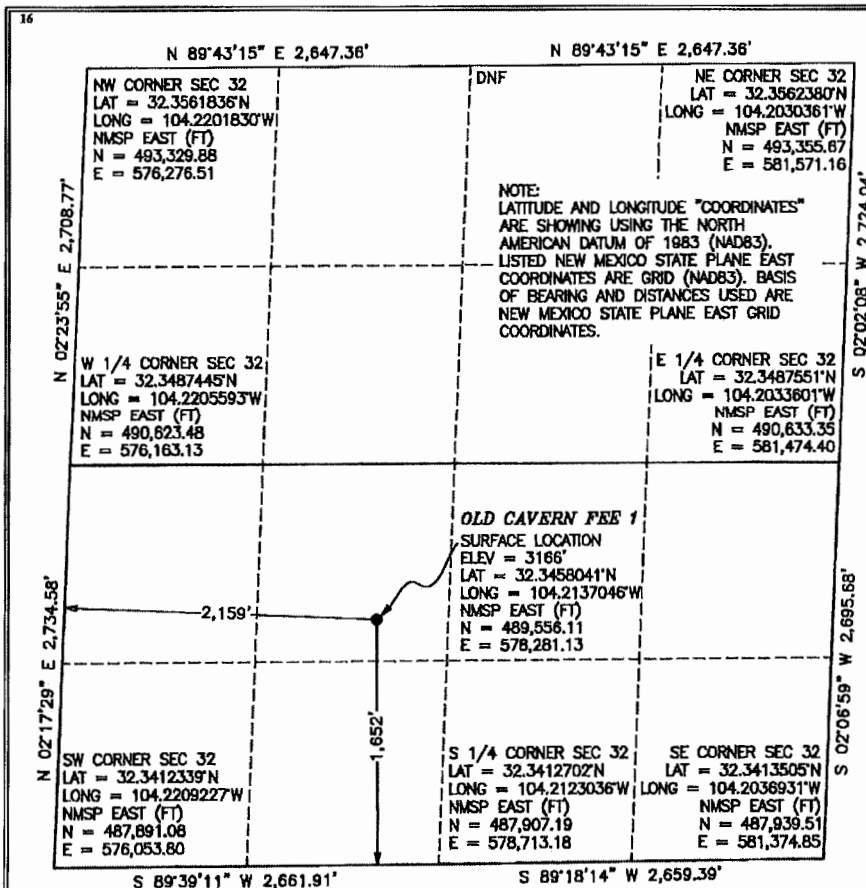 16
N 89°43'15" E 2,647.36'
N 89°43'15" E 2,647.36'
NW CORNER SEC 32
LAT = 32.3561836°N
LONG = 104.2201830°W
NMSP EAST (FT)
N = 493,329.88
E = 576,276.51
DNF
NE CORNER SEC 32
LAT = 32.3562380°N
LONG = 104.2030361°W
NMSP EAST (FT)
N = 493,355.67
E = 581,571.16
N 02°23'55" E 2,708.77'
S 02°02'08" W 2,724.04'
NOTE:
LATITUDE AND LONGITUDE "COORDINATES"
ARE SHOWING USING THE NORTH
AMERICAN DATUM OF 1983 (NAD83).
LISTED NEW MEXICO STATE PLANE EAST
COORDINATES ARE GRID (NAD83). BASIS
OF BEARING AND DISTANCES USED ARE
NEW MEXICO STATE PLANE EAST GRID
COORDINATES.
W 1/4 CORNER SEC 32
LAT = 32.3487445°N
LONG = 104.2205593°W
NMSP EAST (FT)
N = 490,623.48
E = 576,163.13
E 1/4 CORNER SEC 32
LAT = 32.3487551°N
LONG = 104.2033601°W
NMSP EAST (FT)
N = 490,633.35
E = 581,474.40
OLD CAVERN FEE 1
SURFACE LOCATION
ELEV = 3166'
LAT = 32.3458041°N
LONG = 104.2137046°W
NMSP EAST (FT)
N = 489,556.11
E = 578,281.13
2,159'
1,652'
N 02°17'29" E 2,734.58'
S 02°06'59" W 2,695.68'
SW CORNER SEC 32
LAT = 32.3412339°N
LONG = 104.2209227°W
NMSP EAST (FT)
N = 487,891.08
E = 576,053.80
S 1/4 CORNER SEC 32
LAT = 32.3412702°N
LONG = 104.2123036°W
NMSP EAST (FT)
N = 487,907.19
E = 578,713.18
SE CORNER SEC 32
LAT = 32.3413505°N
LONG = 104.2036931°W
NMSP EAST (FT)
N = 487,939.51
E = 581,374.85
S 89°39'11" W 2,661.91'
S 89°18'14" W 2,659.39'